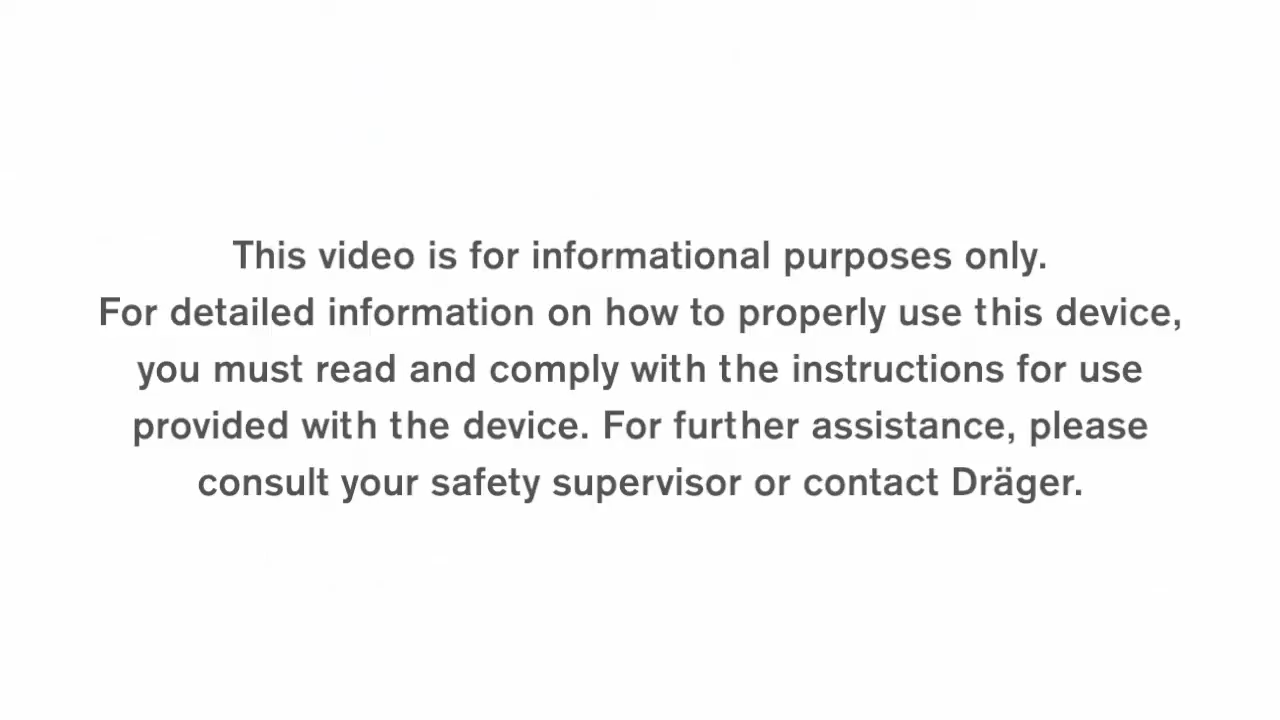 This video is for informational purposes only.
For detailed information on how to properly use this device,
you must read and comply with the instructions for use
provided with the device. For further assistance, please
consult your safety supervisor or contact Dräger.